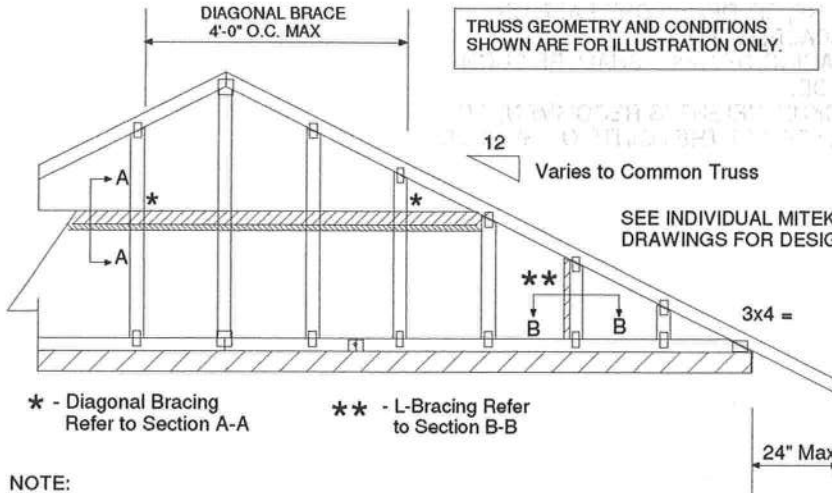 DIAGONAL BRACE
4'-0" O.C. MAX
TRUSS GEOMETRY AND CONDITIONS
SHOWN ARE FOR ILLUSTRATION ONLY.
12
Varies to Common Truss
SEE INDIVIDUAL MITEK
DRAWINGS FOR DESIG
A
*
*
A
**
B
B
3x4 =
* - Diagonal Bracing
Refer to Section A-A
** - L-Bracing Refer
to Section B-B
24" Max
NOTE: